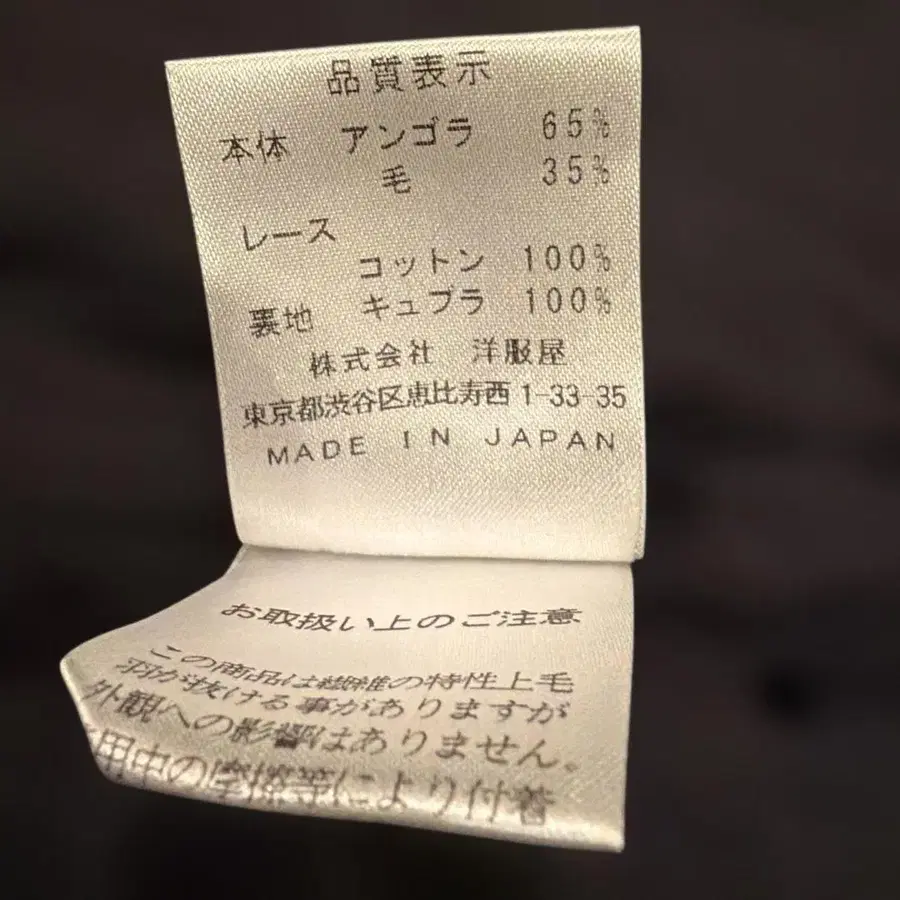 品質表示
本体 アンゴラ 65%
毛 35%
レース
コットン 100%
裏地 キュプラ 100%
株式会社 洋服屋
東京都渋谷区恵比寿西1-33-35
MADE IN JAPAN
お取扱い上のご注意
この商品は繊維の特性上毛
羽が抜ける事がありますが
外観への影響はありません。
用中の摩擦等により付着